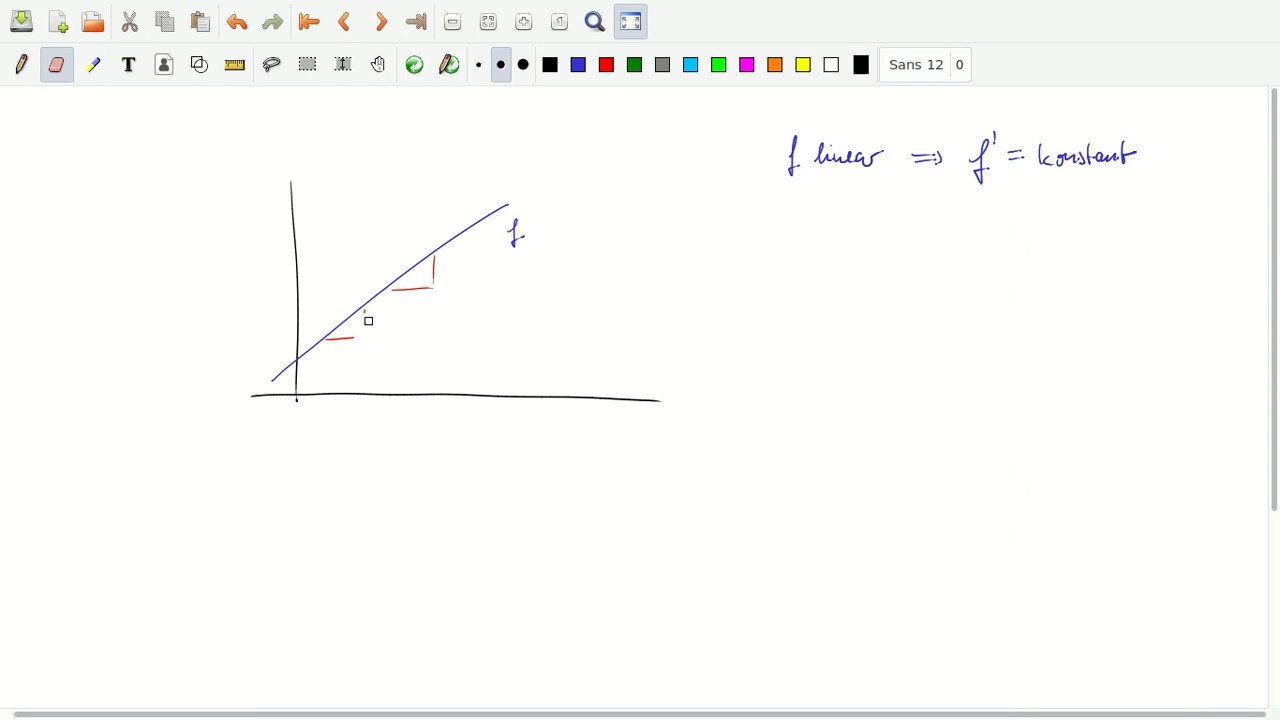 Sans 12 0
f linear ⇒ f' = konstant
f